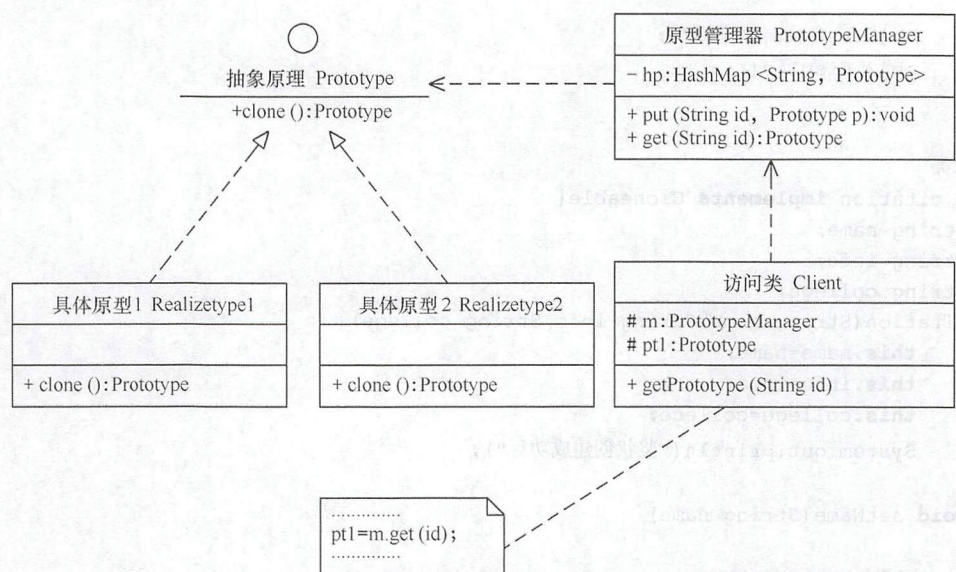 抽象原理 Prototype
+clone ():Prototype
原型管理器 PrototypeManager
- hp:HashMap <String, Prototype>
+ put (String id, Prototype p):void
+ get (String id):Prototype
具体原型1 Realizetype1
+ clone ():Prototype
具体原型2 Realizetype2
+ clone ():Prototype
访问类 Client
# m:PrototypeManager
# pt1:Prototype
+ getPrototype (String id)
..............
pt1=m.get (id);
..............